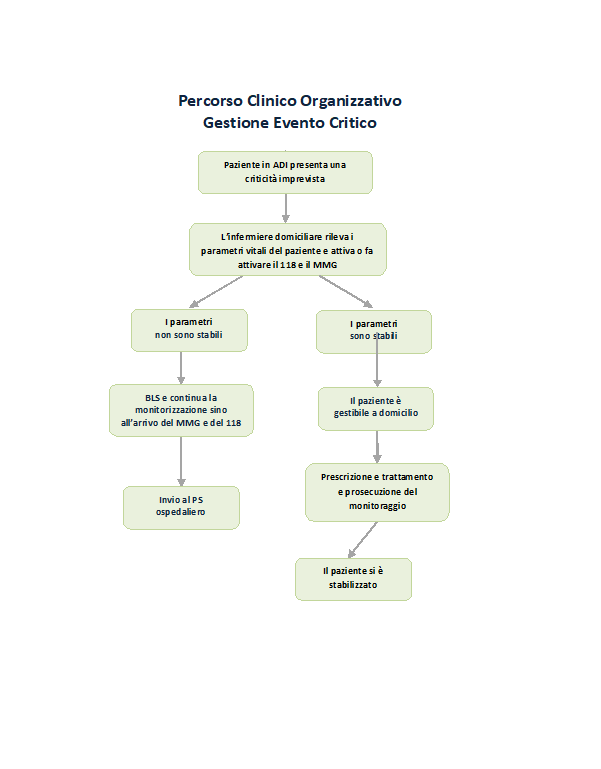 Percorso Clinico Organizzativo
Gestione Evento Critico
Paziente in ADI presenta una
criticità imprevista
L'infermiere domiciliare rileva i
parametri vitali del paziente e attiva o fa
attivare il 118 e il MMG
I parametri
non sono stabili
I parametri
sono stabili
BLS e continua la
monitorizzazione sino
all'arrivo del MMG e del 118
Il paziente è
gestibile a domicilio
Invio al PS
ospedaliero
Prescrizione e trattamento
e prosecuzione del
monitoraggio
Il paziente si è
stabilizzato